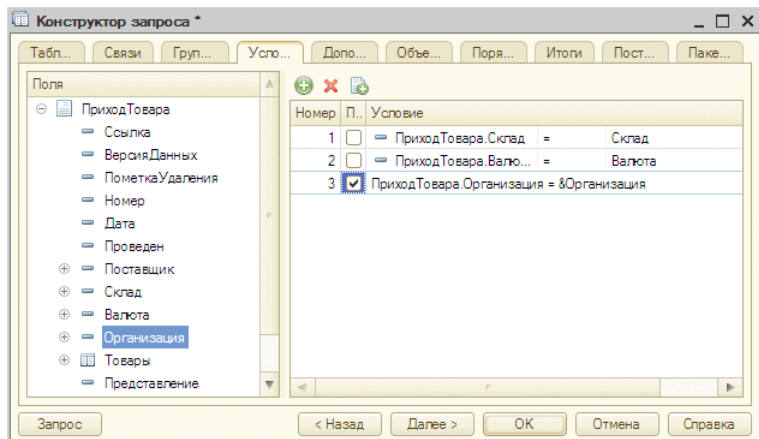 Конструктор запроса *
Табл... Связи Груп... Усло... Допо... Объе... Поря... Итоги Пост... Паке...
Поля
ПриходТовара
Ссылка
ВерсияДанных
ПометкаУдаления
Номер
Дата
Проведен
Поставщик
Склад
Валюта
Организация
Товары
Представление
Номер П.. Условие
1 ПриходТовара.Склад = Склад
2 ПриходТовара.Валю... = Валюта
3 ПриходТовара.Организация = &Организация
Запрос < Назад Далее > OK Отмена Справка